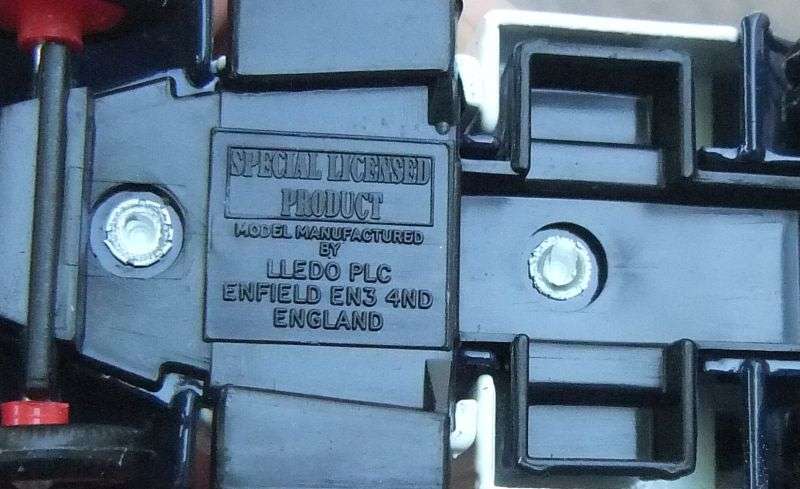 SPECIAL LICENSED
PRODUCT
MODEL MANUFACTURED
BY
LLEDO PLC
ENFIELD EN3 4ND
ENGLAND